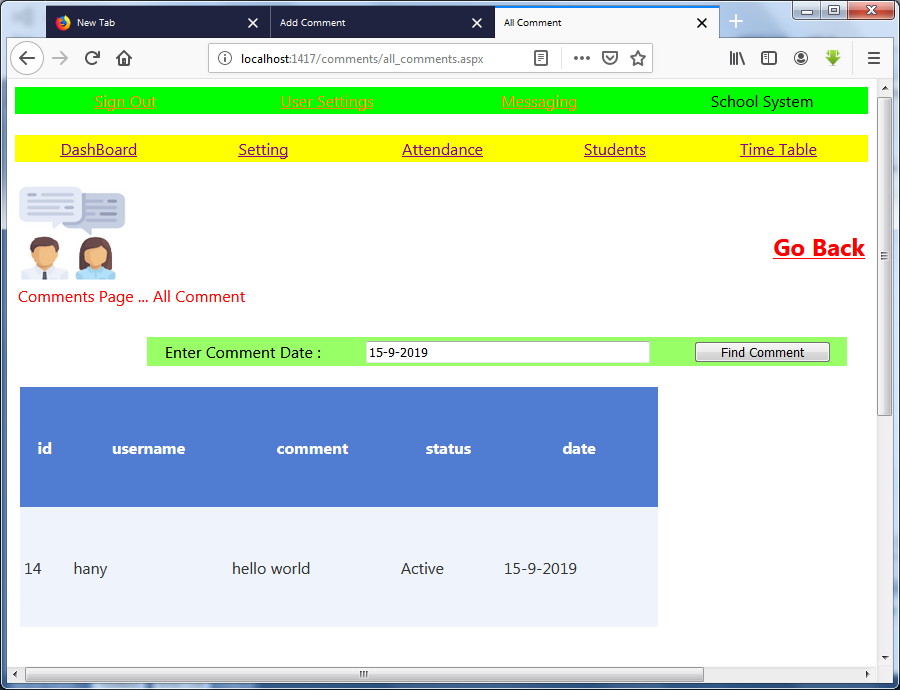 New Tab Add Comment All Comment
localhost:1417/comments/all_comments.aspx
Sign Out User Settings Messaging School System
DashBoard Setting Attendance Students Time Table
Go Back
Comments Page ... All Comment
Enter Comment Date : 15-9-2019 Find Comment
id username comment status date
14 hany hello world Active 15-9-2019